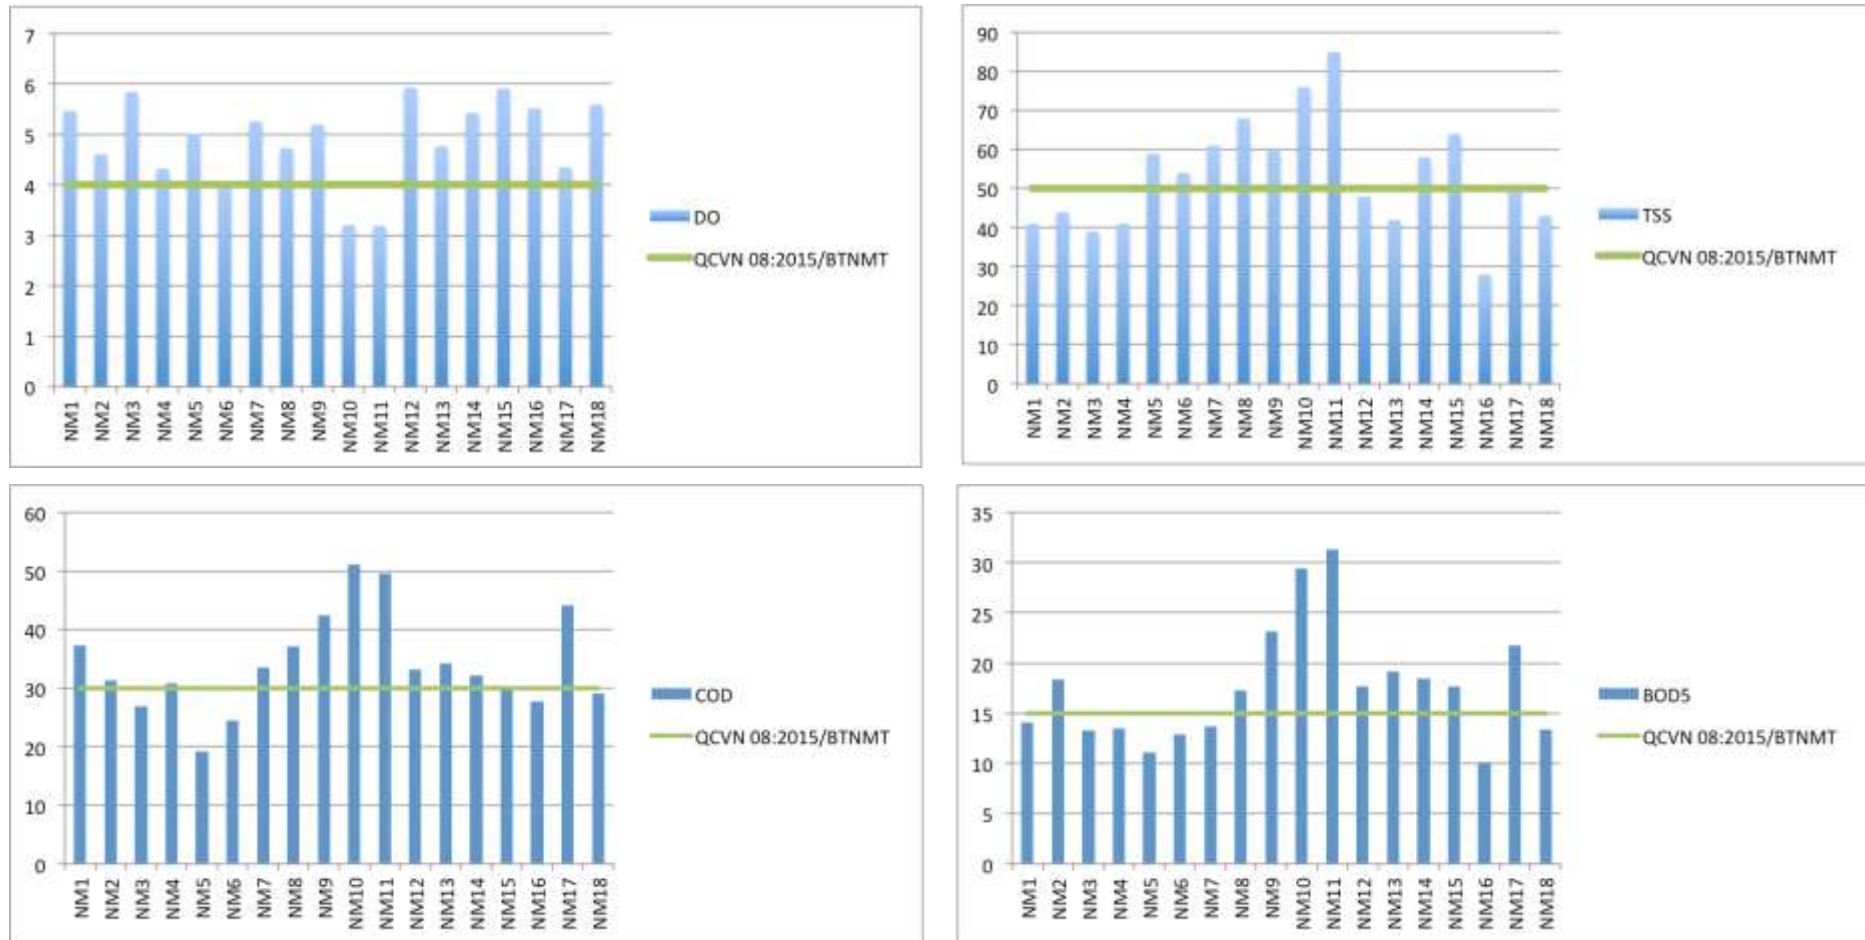 7
6
5
4
3
2
1
0
NM1
NM2
NM3
NM4
NM5
NM6
NM7
NM8
NM9
NM10
NM11
NM12
NM13
NM14
NM15
NM16
NM17
NM18
DO
QCVN 08:2015/BTNMT
90
80
70
60
50
40
30
20
10
0
NM1
NM2
NM3
NM4
NM5
NM6
NM7
NM8
NM9
NM10
NM11
NM12
NM13
NM14
NM15
NM16
NM17
NM18
TSS
QCVN 08:2015/BTNMT
60
50
40
30
20
10
0
NM1
NM2
NM3
NM4
NM5
NM6
NM7
NM8
NM9
NM10
NM11
NM12
NM13
NM14
NM15
NM16
NM17
NM18
COD
QCVN 08:2015/BTNMT
35
30
25
20
15
10
5
0
NM1
NM2
NM3
NM4
NM5
NM6
NM7
NM8
NM9
NM10
NM11
NM12
NM13
NM14
NM15
NM16
NM17
NM18
BOD5
QCVN 08:2015/BTNMT